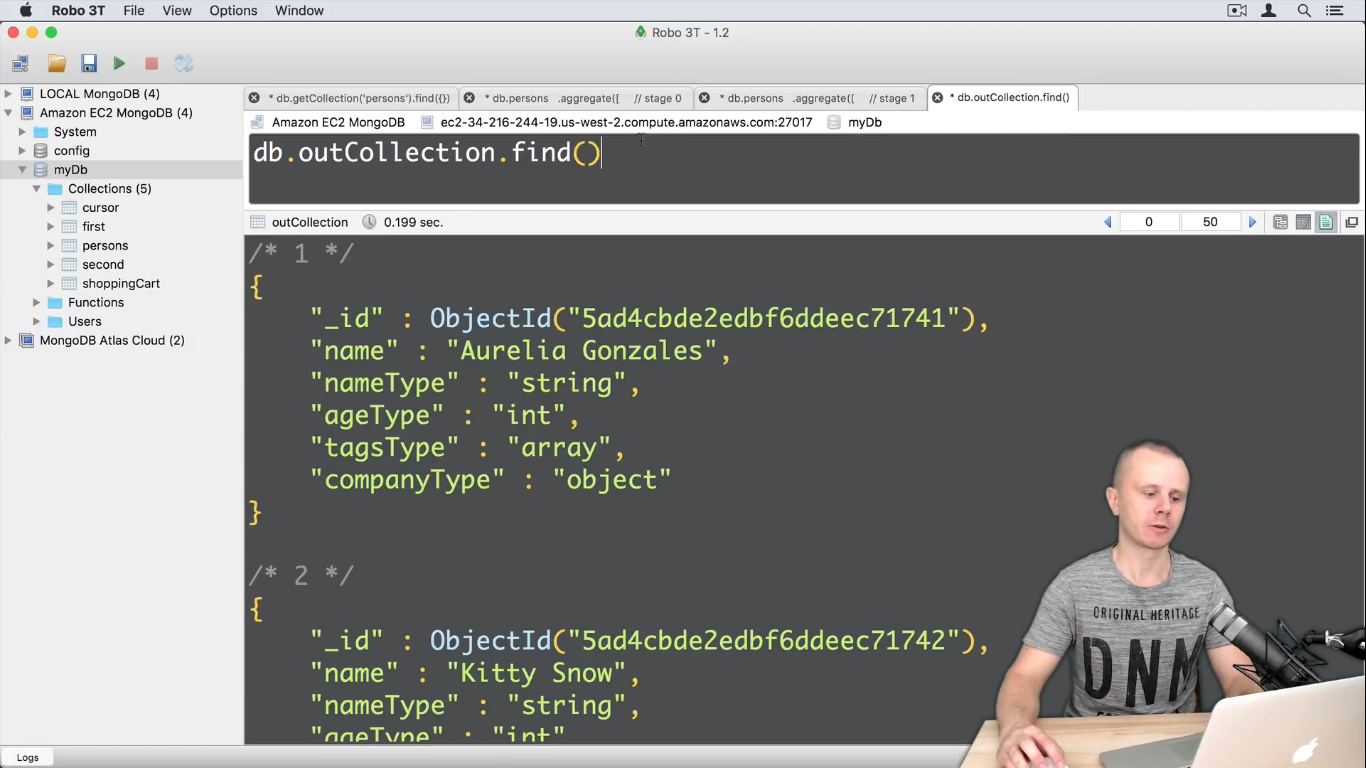 Robo 3T File View Options Window
Robo 3T - 1.2
LOCAL MongoDB (4)
Amazon EC2 MongoDB (4)
System
config
myDb
Collections (5)
cursor
first
persons
second
shoppingCart
Functions
Users
MongoDB Atlas Cloud (2)
* db.getCollection('persons').find({}) * db.persons .aggregate([ // stage 0 * db.persons .aggregate([ // stage 1 * db.outCollection.find()
Amazon EC2 MongoDB ec2-34-216-244-19.us-west-2.compute.amazonaws.com:27017 myDb
db.outCollection.find()
outCollection 0.199 sec. 0 50
/* 1 */
{
"_id" : ObjectId("5ad4cbde2edbf6ddeec71741"),
"name" : "Aurelia Gonzales",
"nameType" : "string",
"ageType" : "int",
"tagsType" : "array",
"companyType" : "object"
}
/* 2 */
{
"_id" : ObjectId("5ad4cbde2edbf6ddeec71742"),
"name" : "Kitty Snow",
"nameType" : "string",
"ageType" : "int",
ORIGINAL HERITAGE
DNM
Logs